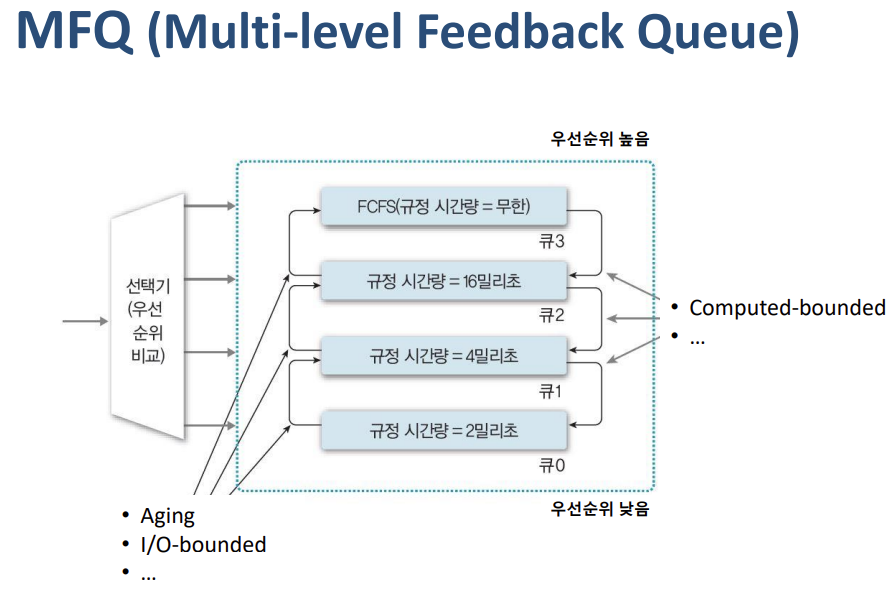 MFQ (Multi-level Feedback Queue)
우선순위 높음
FCFS(규정 시간량 = 무한)
큐3
선택기
(우선
순위
비교)
규정 시간량 = 16밀리초
큐2
• Computed-bounded
• ...
규정 시간량 = 4밀리초
큐1
규정 시간량 = 2밀리초
큐0
우선순위 낮음
• Aging
• I/O-bounded
• ...